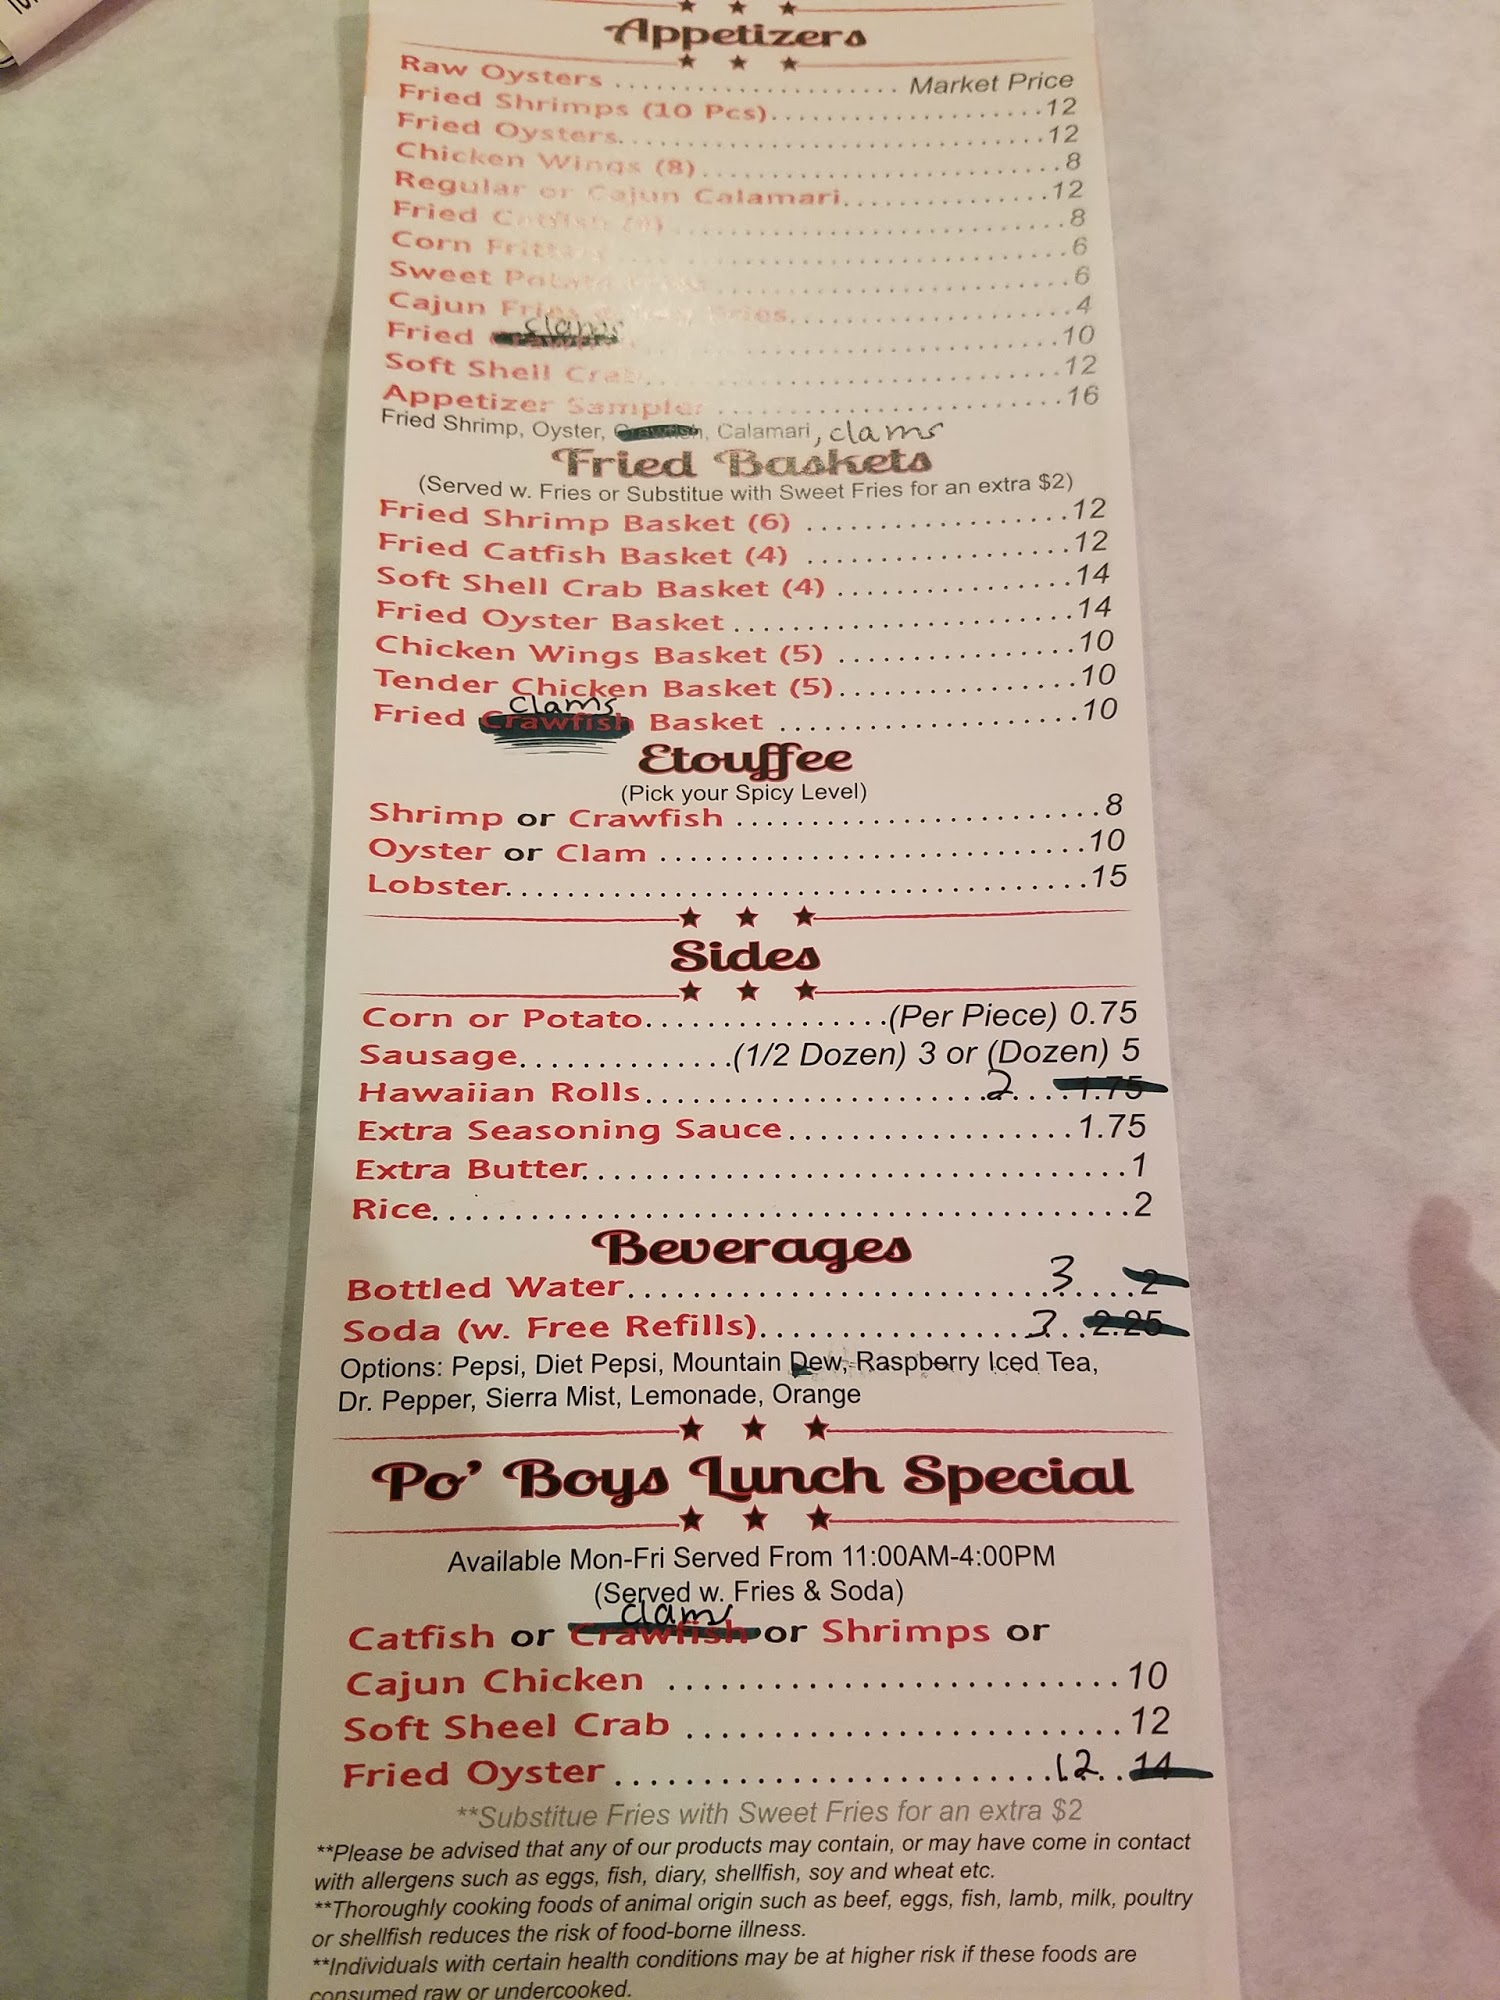 Appetizers
Raw Oysters .................... Market Price
Fried Shrimps (10 Pcs).....................12
Fried Oysters..............................12
Chicken Wings (8).........................8
Regular or Cajun Calamari...............12
Fried Catfish ...........................8
Corn Fritters ..............................6
Sweet Potato .........................6
Cajun Fries Fries....................4
Fried clams ..............................10
Soft Shell Crab.............................12
Appetizer Sampler ........................16
Fried Shrimp, Oyster, Crawfish, Calamari, clams
Fried Baskets
(Served w. Fries or Substitue with Sweet Fries for an extra $2)
Fried Shrimp Basket (6) ..................12
Fried Catfish Basket (4) ..................12
Soft Shell Crab Basket (4) ................14
Fried Oyster Basket ........................14
Chicken Wings Basket (5) ................10
Tender Chicken Basket (5)................10
clams
Fried Crawfish Basket .....................10
Etouffee
(Pick your Spicy Level)
Shrimp or Crawfish .........................8
Oyster or Clam ..............................10
Lobster........................................15
Sides
Corn or Potato.................(Per Piece) 0.75
Sausage...............(1/2 Dozen) 3 or (Dozen) 5
Hawaiian Rolls........................2....1.75
Extra Seasoning Sauce...................1.75
Extra Butter....................................1
Rice...............................................2
Beverages
Bottled Water.............................3.....2
Soda (w. Free Refills)...................3...2.25
Options: Pepsi, Diet Pepsi, Mountain Dew, Raspberry Iced Tea,
Dr. Pepper, Sierra Mist, Lemonade, Orange
Po' Boys Lunch Special
Available Mon-Fri Served From 11:00AM-4:00PM
(Served w. Fries & Soda)
clams
Catfish or Crawfish or Shrimps or
Cajun Chicken ...........................10
Soft Sheel Crab ..........................12
Fried Oyster ...........................12..14
**Substitue Fries with Sweet Fries for an extra $2
**Please be advised that any of our products may contain, or may have come in contact
with allergens such as eggs, fish, diary, shellfish, soy and wheat etc.
**Thoroughly cooking foods of animal origin such as beef, eggs, fish, lamb, milk, poultry
or shellfish reduces the risk of food-borne illness.
**Individuals with certain health conditions may be at higher risk if these foods are
consumed raw or undercooked.